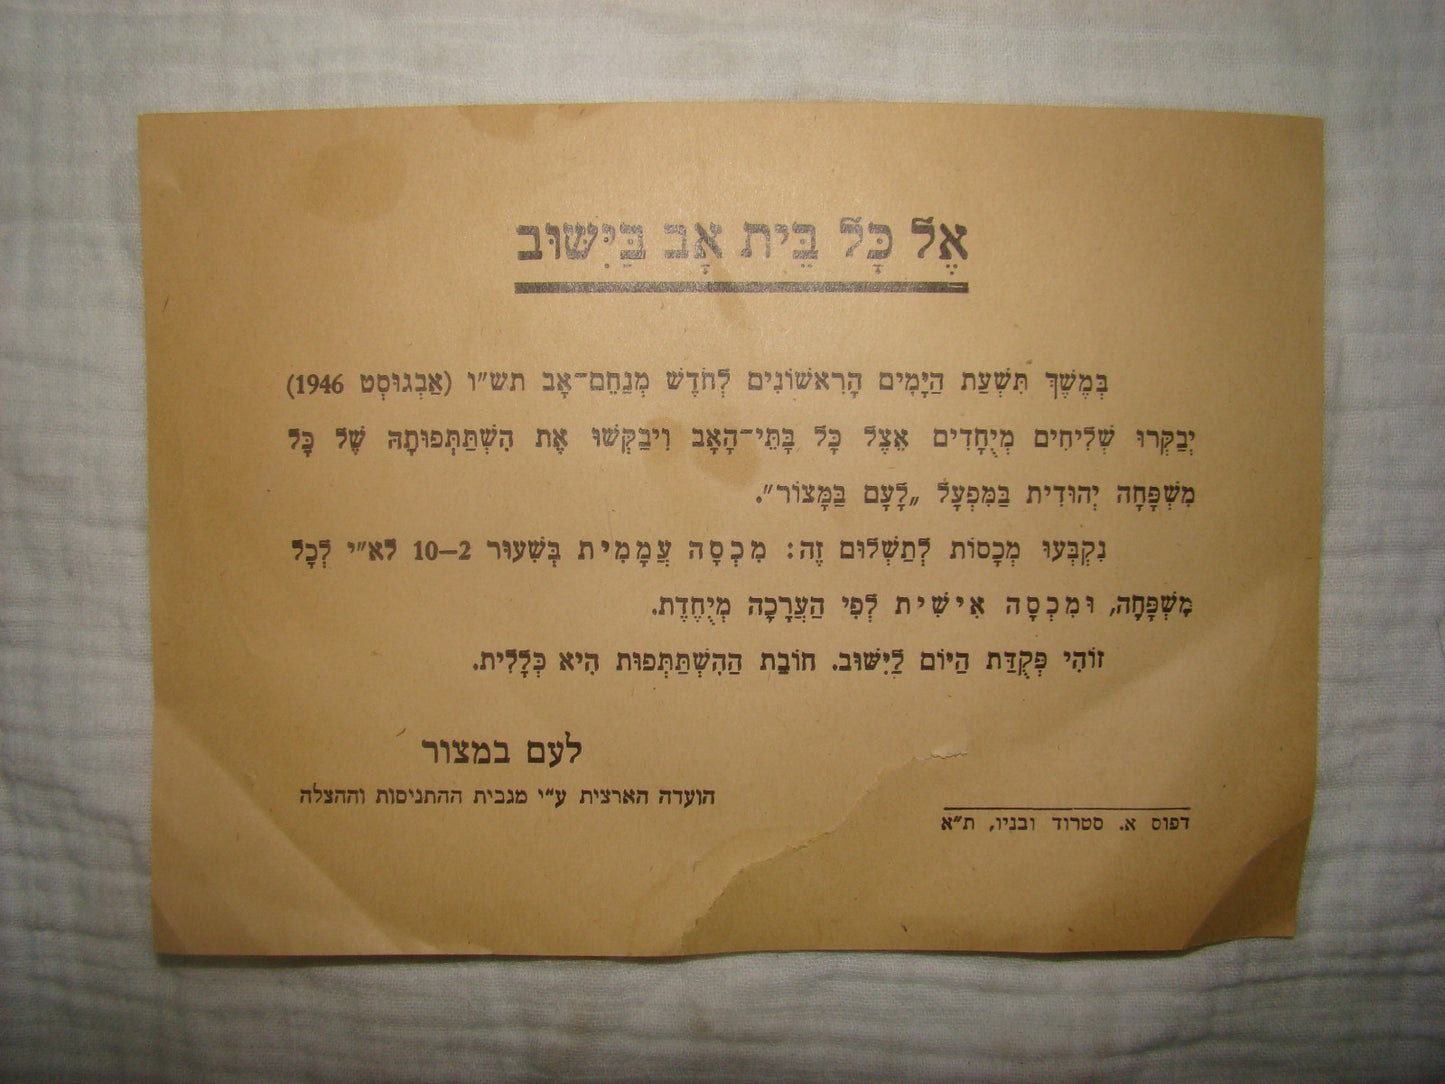 אֶל כָּל בֵּית אָב בַּיִּשּׁוּב
בְּמֶשֶׁךְ תִּשְׁעַת הַיָּמִים הָרִאשׁוֹנִים לְחֹדֶשׁ מְנַחֵם־אָב תש״ו (אַבְגוּסְט 1946)
יְבַקְּרוּ שְׁלִיחִים מְיֻחָדִים אֵצֶל כָּל בָּתֵּי־הָאָב וִיבַקְּשׁוּ אֶת הִשְׁתַּתְּפוּתָהּ שֶׁל כָּל
מִשְׁפָּחָה יְהוּדִית בַּמִּפְעָל „לָעָם בַּמָּצוֹר״.
נִקְבְּעוּ מְכָסוֹת לְתַשְׁלוּם זֶה: מִכְסָה עֲמָמִית בְּשִׁעוּר 2–10 לא״י לְכָל
מִשְׁפָּחָה, וּמִכְסָה אִישִׁית לְפִי הַעֲרָכָה מְיֻחֶדֶת.
זוֹהִי פְּקֻדַּת הַיּוֹם לַיִּשּׁוּב. חוֹבַת הַהִשְׁתַּתְּפוּת הִיא כְּלָלִית.
לעם במצור
הועדה הארצית ע״י מגבית ההתגיסות וההצלה
דפוס א. סטרוד ובניו, ת״א